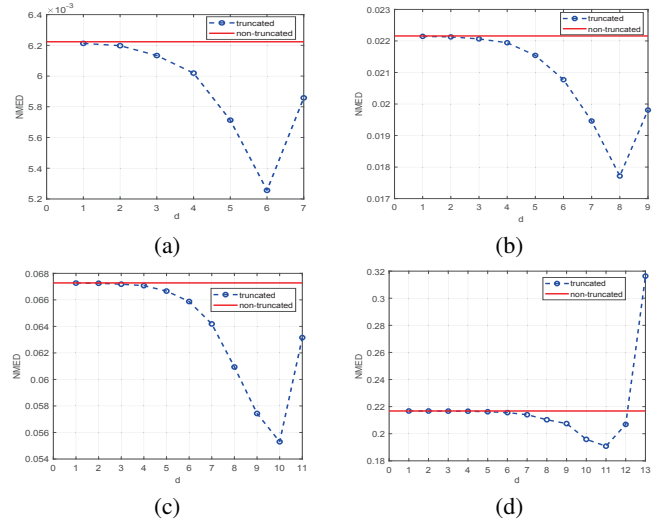 ×10⁻³
6.4
6.2
6
5.8
5.6
5.4
5.2
NMED
truncated
non-truncated
0 1 2 3 4 5 6 7
d
(a)
0.023
0.022
0.021
0.02
0.019
0.018
0.017
NMED
truncated
non-truncated
0 1 2 3 4 5 6 7 8 9
d
(b)
0.068
0.066
0.064
0.062
0.06
0.058
0.056
0.054
NMED
truncated
non-truncated
0 1 2 3 4 5 6 7 8 9 10 11
d
(c)
0.32
0.3
0.28
0.26
0.24
0.22
0.2
0.18
NMED
truncated
non-truncated
0 1 2 3 4 5 6 7 8 9 10 11 12 13
d
(d)